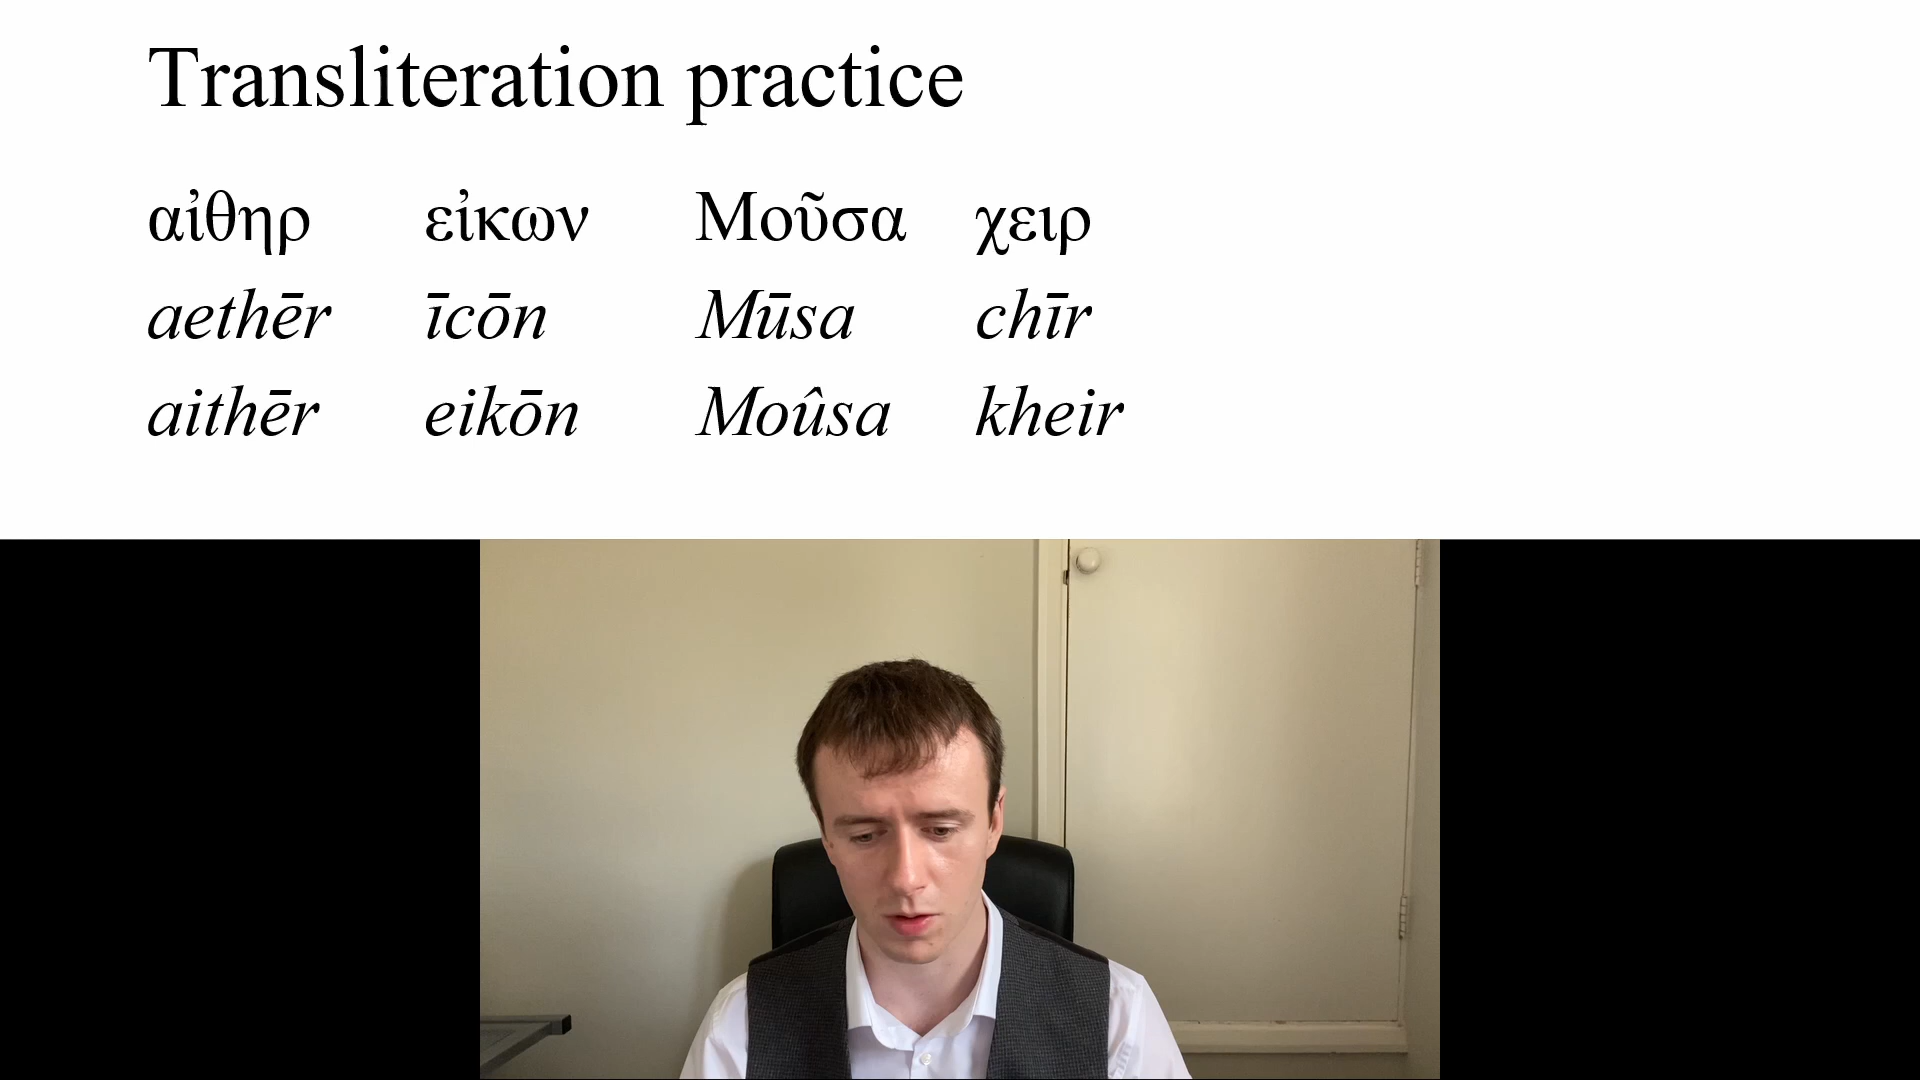 Transliteration practice
αἰθηρ εἰκων Μοῦσα χειρ
aethēr īcōn Mūsa chīr
aithēr eikōn Moûsa kheir